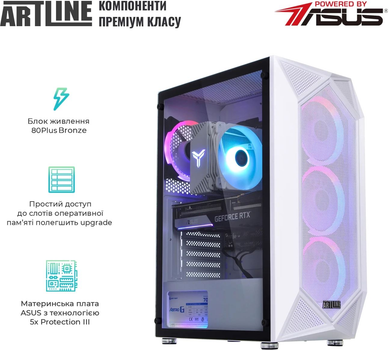 ARTLINE
КОМПОНЕНТИ
ПРЕМІУМ КЛАСУ
POWERED BY
ASUS
Блок живлення
80Plus Bronze
Простий доступ
до слотів оперативної
пам'яті полегшить upgrade
Материнська плата
ASUS з технологією
5x Protection III
GEFORCE RTX
ARTLINE